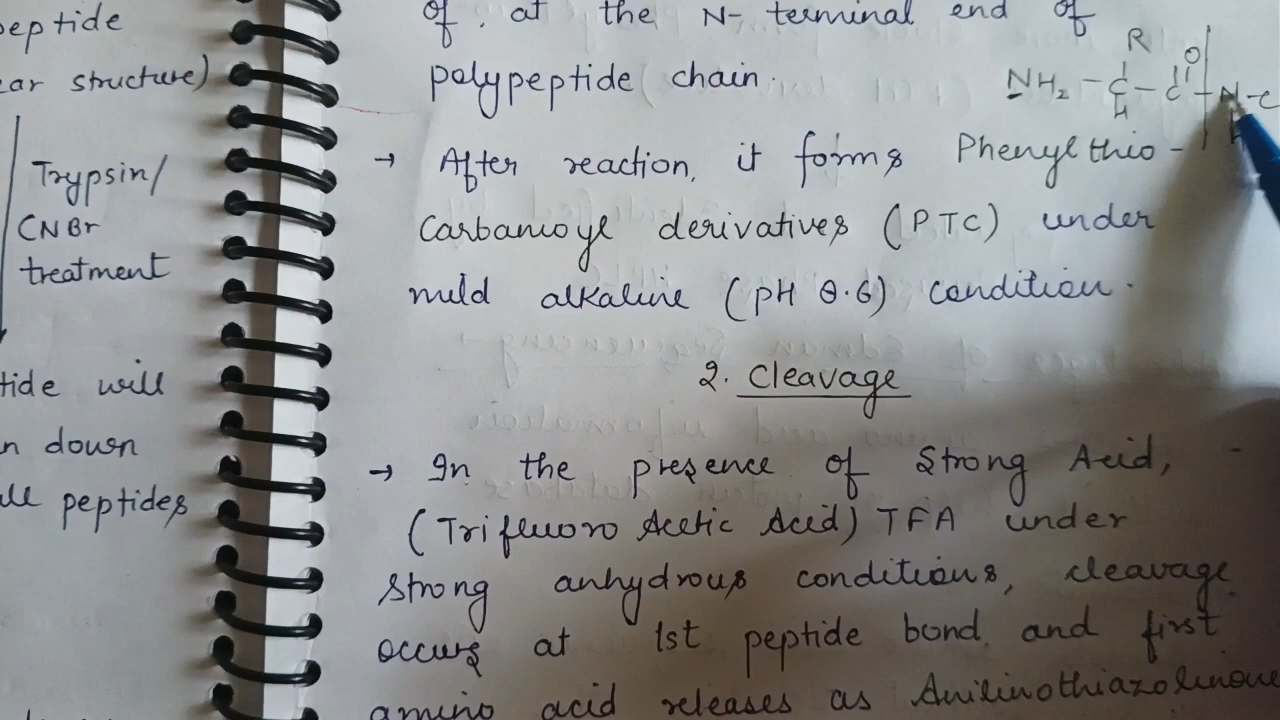 eptide
ar structure)
Trypsin/
CNBr
treatment
tide will
n down
ll peptides
of, at the N- terminal end of
polypeptide chain.
R
O
NH₂ - C - C - N - C
H
→ After reaction, it forms Phenylthio -
Carbamoyl derivatives (PTC) under
mild alkaline (pH 8.6) condition.
2. Cleavage
→ In the presence of Strong Acid,
(Trifluoro Acetic Acid) TFA under
strong anhydrous conditions, cleavage
occurs at 1st peptide bond and first
amino acid releases as Anilinothiazolinone